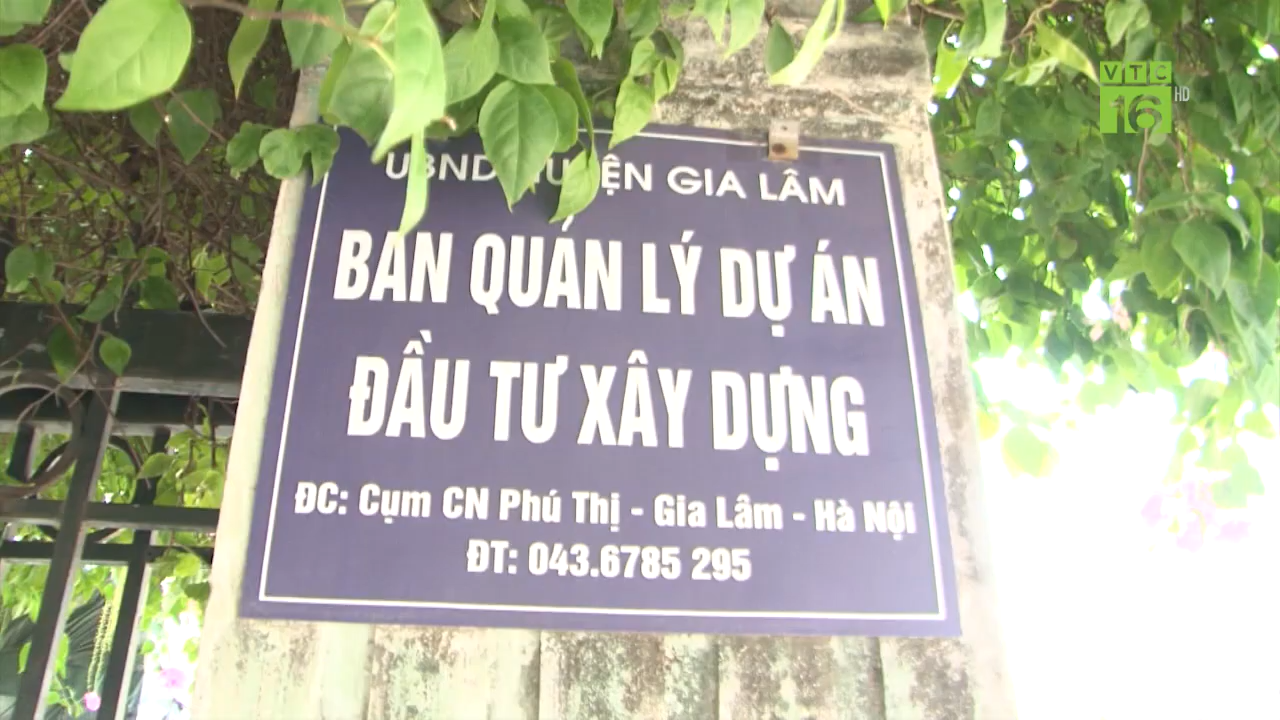 VTC
16 HD
UBND HUYỆN GIA LÂM
BAN QUẢN LÝ DỰ ÁN
ĐẦU TƯ XÂY DỰNG
ĐC: Cụm CN Phú Thị - Gia Lâm - Hà Nội
ĐT: 043.6785 295